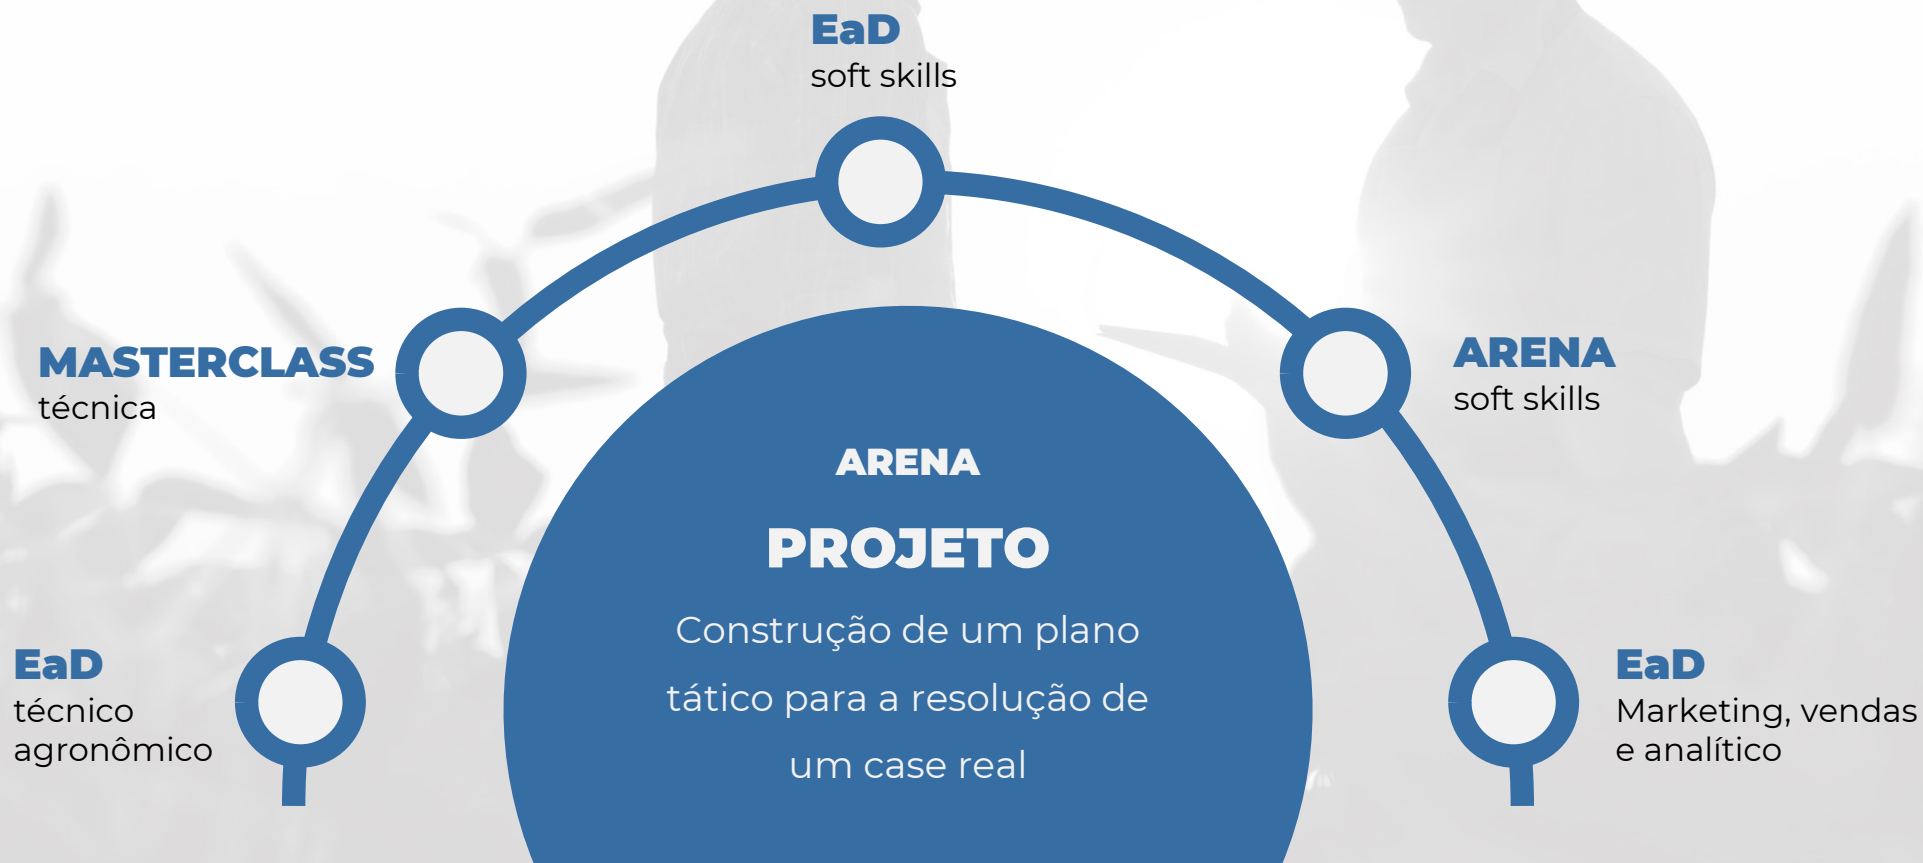 EaD
soft skills
MASTERCLASS
técnica
ARENA
soft skills
ARENA
PROJETO
Construção de um plano
tático para a resolução de
um case real
EaD
técnico
agronômico
EaD
Marketing, vendas
e analítico